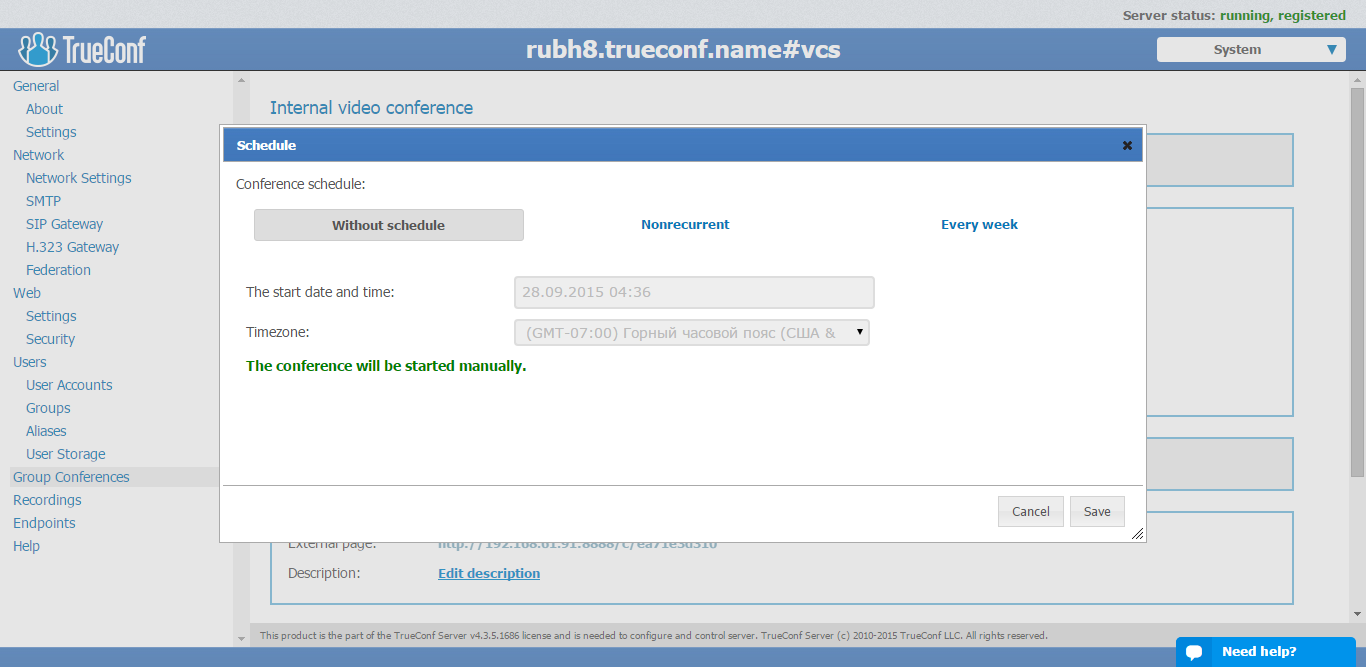 Server status: running, registered
TrueConf
rubh8.trueconf.name#vcs
System
General
About
Settings
Network
Network Settings
SMTP
SIP Gateway
H.323 Gateway
Federation
Web
Settings
Security
Users
User Accounts
Groups
Aliases
User Storage
Group Conferences
Recordings
Endpoints
Help
Internal video conference
Schedule
Conference schedule:
Without schedule Nonrecurrent Every week
The start date and time: 28.09.2015 04:36
Timezone: (GMT-07:00) Горный часовой пояс (США &
The conference will be started manually.
Cancel Save
External page:
Description: Edit description
This product is the part of the TrueConf Server v4.3.5.1686 license and is needed to configure and control server. TrueConf Server (c) 2010-2015 TrueConf LLC. All rights reserved.
Need help?